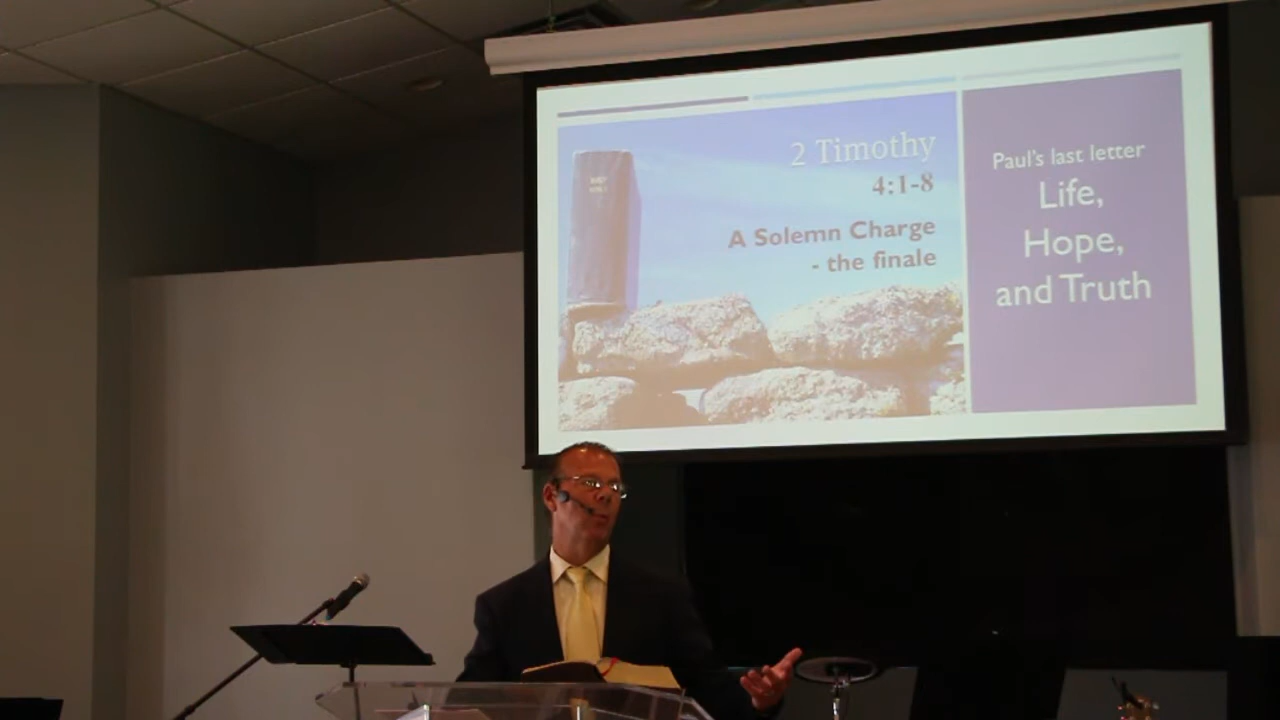 2 Timothy
4:1-8
A Solemn Charge
- the finale
Paul's last letter
Life,
Hope,
and Truth